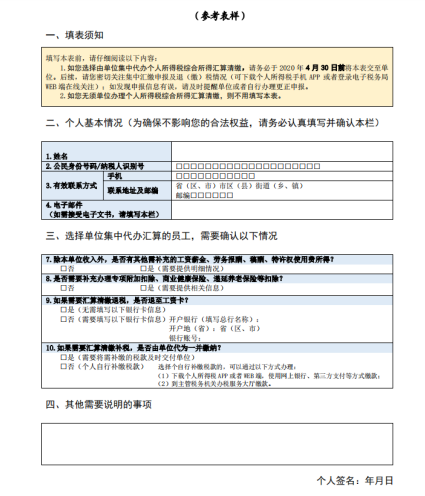 （参考表样）
一、填表须知
填写本表前，请仔细阅读以下内容：
1.如您选择由单位集中代办个人所得税综合所得汇算清缴，请务必于 2020 年 4 月 30 日前将本表交至单
位。后续，请您密切关注集中汇缴申报及退（缴）税情况（可下载个人所得税手机 APP 或者登录电子税务局
WEB 端在线关注）；如发现申报信息有误，请及时提醒单位或者自行办理更正申报。
2.如您无须单位办理个人所得税综合所得汇算清缴，则不用填写本表。
二、个人基本情况（为确保不影响您的合法权益，请务必认真填写并确认本栏）
1.姓名
2.公民身份号码/纳税人识别号 □□□□□□□□□□□□□□□□□□□□
3.有效联系方式 手机 □□□□□□□□□□□
联系地址及邮编 省（区、市）市区（县）街道（乡、镇）
邮编□□□□□□
4.电子邮件
（如需接受电子文书，请填写本栏）
三、选择单位集中代办汇算的员工，需要确认以下情况
7.除本单位收入外，是否有其他需补充的工资薪金、劳务报酬、稿酬、特许权使用费所得？
□否 □是（需要提供明细情况）
8.是否需要补充办理专项附加扣除、商业健康保险、递延养老保险等扣除？
□否 □是（需要提供相关信息）
9.如果需要汇算清缴退税，是否退至工资卡？
□是（无需填写以下银行卡信息）
□否（需要填写以下银行卡信息）开户银行（填写总行名称）：
开户地（省）：省（区、市）
银行账号：
10.如果需要汇算清缴补税，是否由单位代为一并缴纳？
□是（需要将需补缴的税款及时交付单位）
□否（个人自行补缴税款） 选择个自行补缴税款的，可以通过以下方式办理：
（1）下载个人所得税 APP 或者 WEB 端，使用网上银行、第三方支付等方式缴款；
（2）到主管税务机关办税服务大厅缴款。
四、其他需要说明的事项
个人签名：年月日